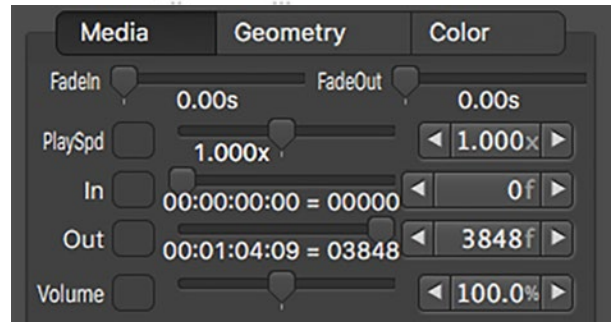 Media Geometry Color
FadeIn 0.00s FadeOut 0.00s
PlaySpd 1.000x 1.000x
In 00:00:00:00 = 00000 0f
Out 00:01:04:09 = 03848 3848f
Volume 100.0%